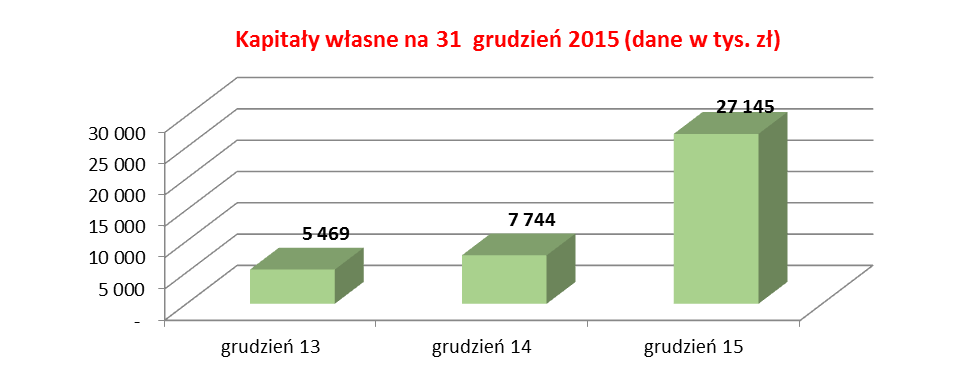 Kapitały własne na 31  grudzień 2015 (dane w tys. zł)
27 145
30 000
25 000
20 000
15 000
10 000
5 000
-
5 469
7 744
grudzień 13
grudzień 14
grudzień 15